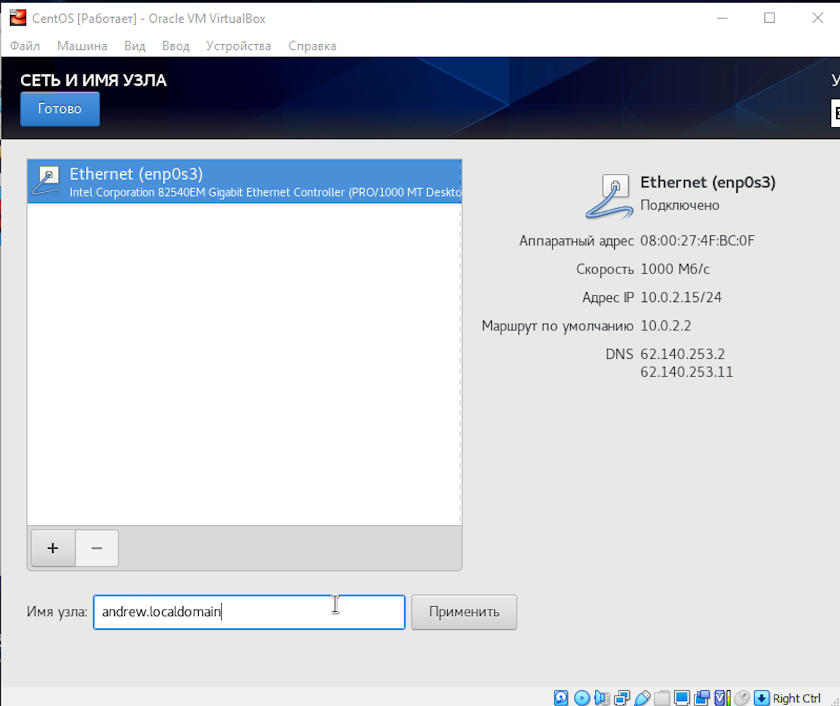 CentOS [Работает] - Oracle VM VirtualBox
Файл Машина Вид Ввод Устройства Справка
СЕТЬ И ИМЯ УЗЛА
Готово
Ethernet (enp0s3)
Intel Corporation 82540EM Gigabit Ethernet Controller (PRO/1000 MT Deskto
Ethernet (enp0s3)
Подключено
Аппаратный адрес 08:00:27:4F:BC:0F
Скорость 1000 Мб/с
Адрес IP 10.0.2.15/24
Маршрут по умолчанию 10.0.2.2
DNS 62.140.253.2
62.140.253.11
+ −
Имя узла: andrew.localdomain Применить
Right Ctrl